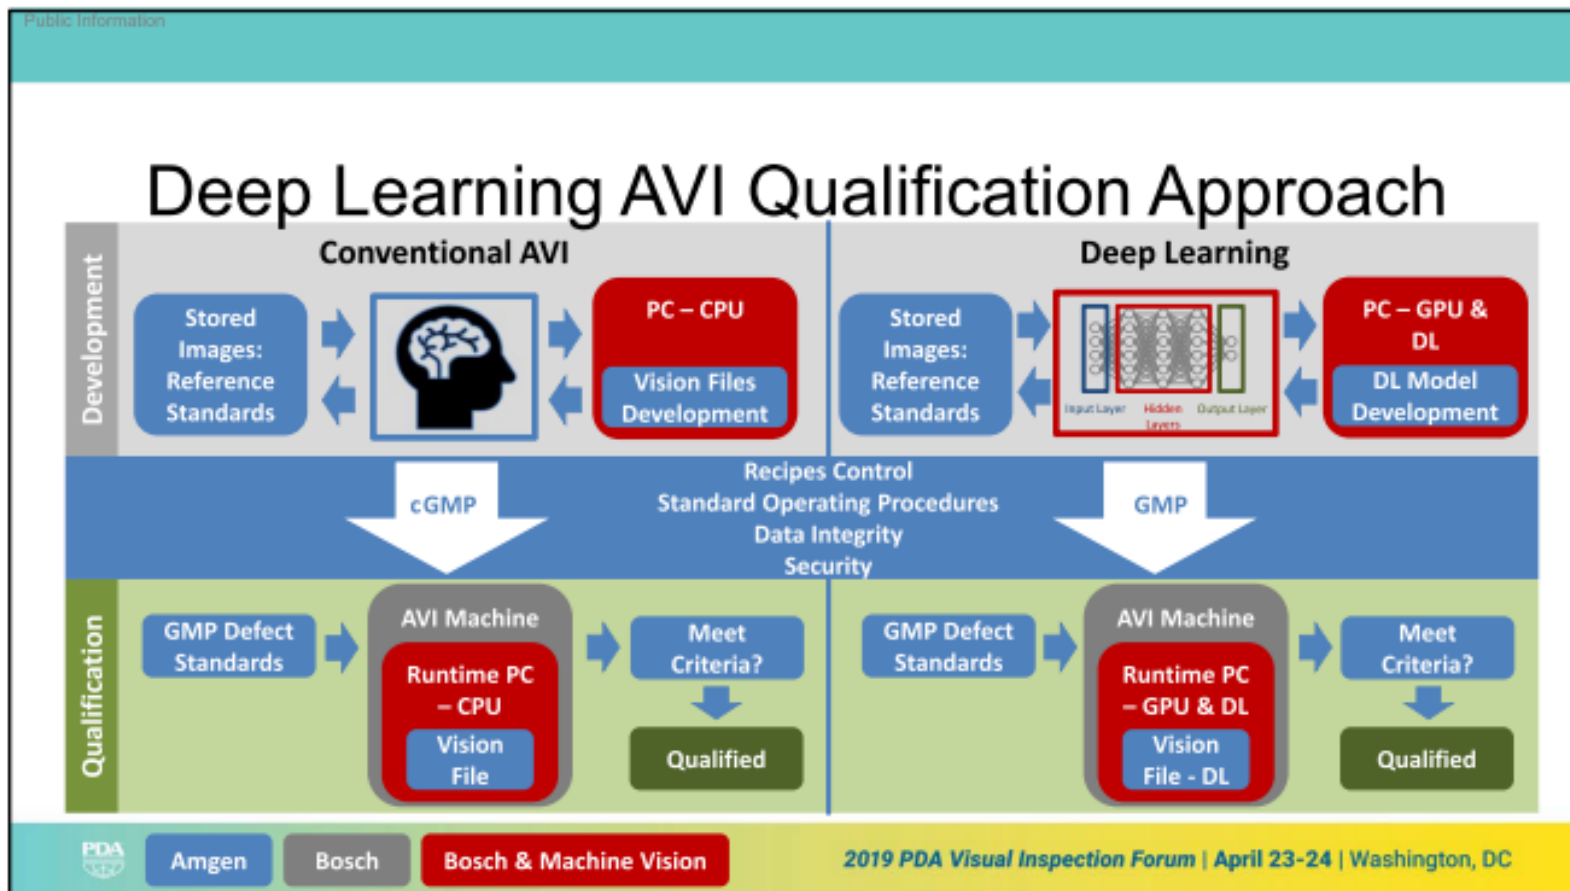 Public Information
Deep Learning AVI Qualification Approach
Development
Conventional AVI
Stored
Images:
Reference
Standards
PC – CPU
Vision Files
Development
Deep Learning
Stored
Images:
Reference
Standards
Input Layer
Hidden
Layers
Output Layer
PC – GPU &
DL
DL Model
Development
cGMP
Recipes Control
Standard Operating Procedures
Data Integrity
Security
GMP
Qualification
GMP Defect
Standards
AVI Machine
Runtime PC
– CPU
Vision
File
Meet
Criteria?
Qualified
GMP Defect
Standards
AVI Machine
Runtime PC
– GPU & DL
Vision
File - DL
Meet
Criteria?
Qualified
PDA
Amgen
Bosch
Bosch & Machine Vision
2019 PDA Visual Inspection Forum | April 23-24 | Washington, DC